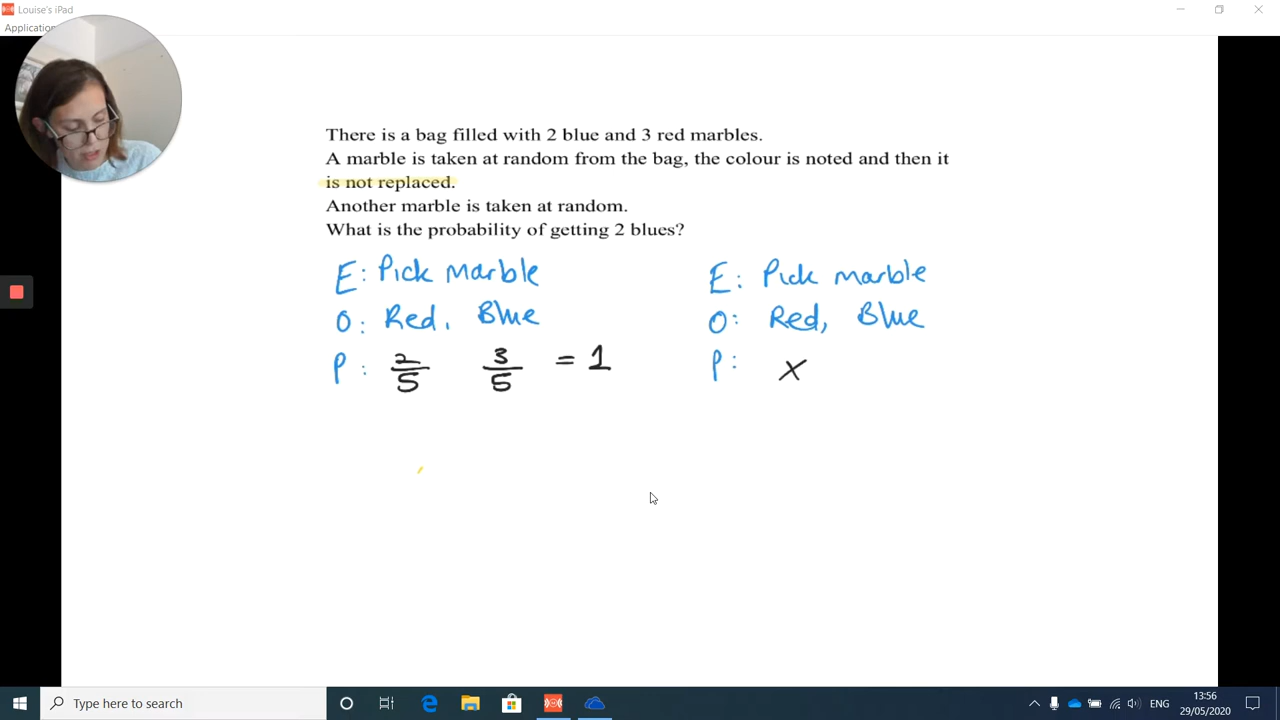 Louise's iPad
Application
There is a bag filled with 2 blue and 3 red marbles.
A marble is taken at random from the bag, the colour is noted and then it
is not replaced.
Another marble is taken at random.
What is the probability of getting 2 blues?
E: Pick marble
O: Red, Blue
P: 2/5 3/5 = 1
E: Pick marble
O: Red, Blue
P: x
Type here to search
ENG
13:56
29/05/2020